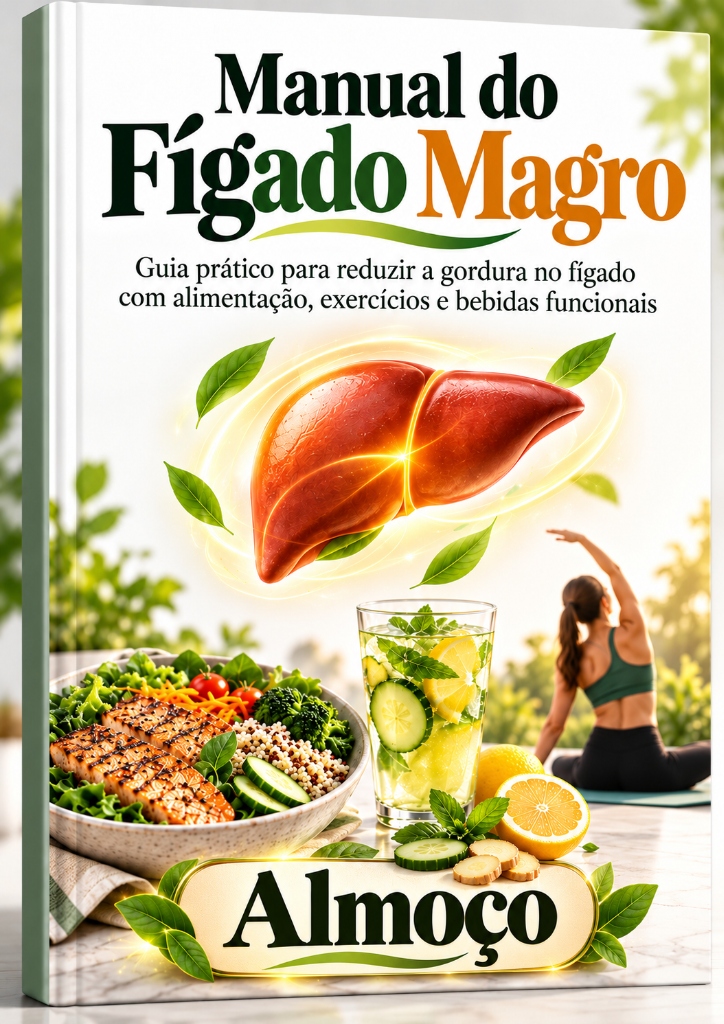 Manual do
Fígado Magro
Guia prático para reduzir a gordura no fígado
com alimentação, exercícios e bebidas funcionais
Almoço